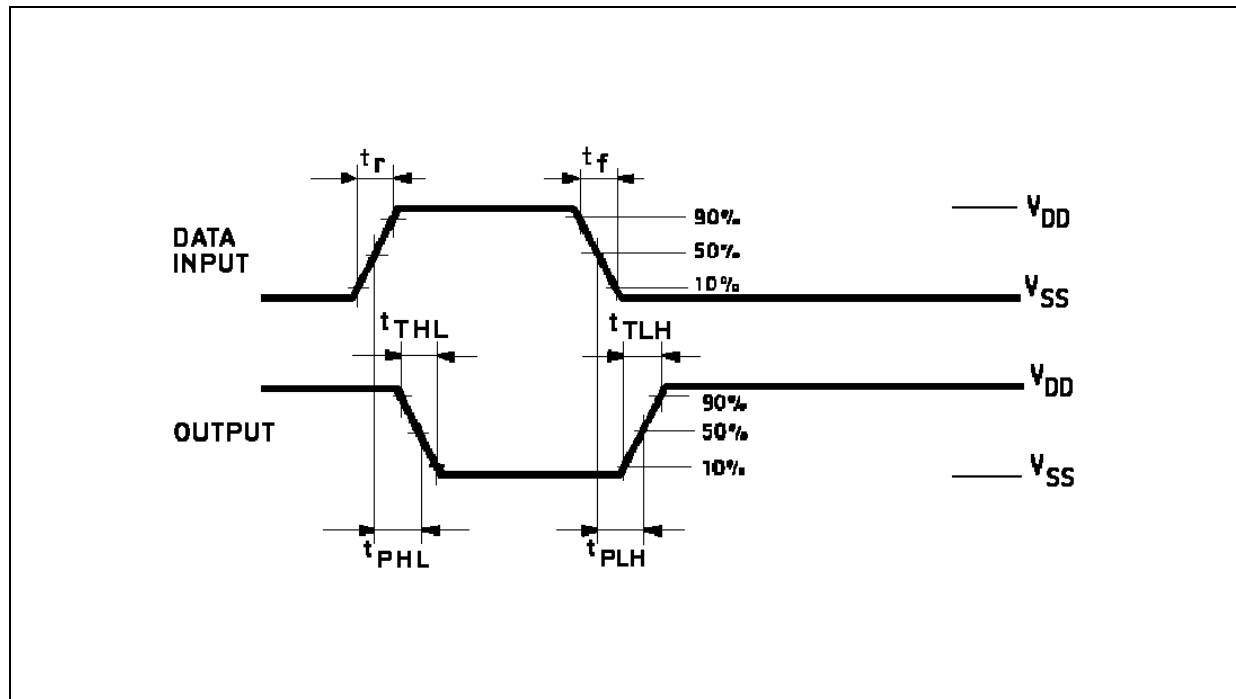 tr
tf
90%
VDD
DATA
INPUT
50%
10%
VSS
tTHL
tTLH
VDD
90%
OUTPUT
50%
10%
VSS
tPHL
tPLH